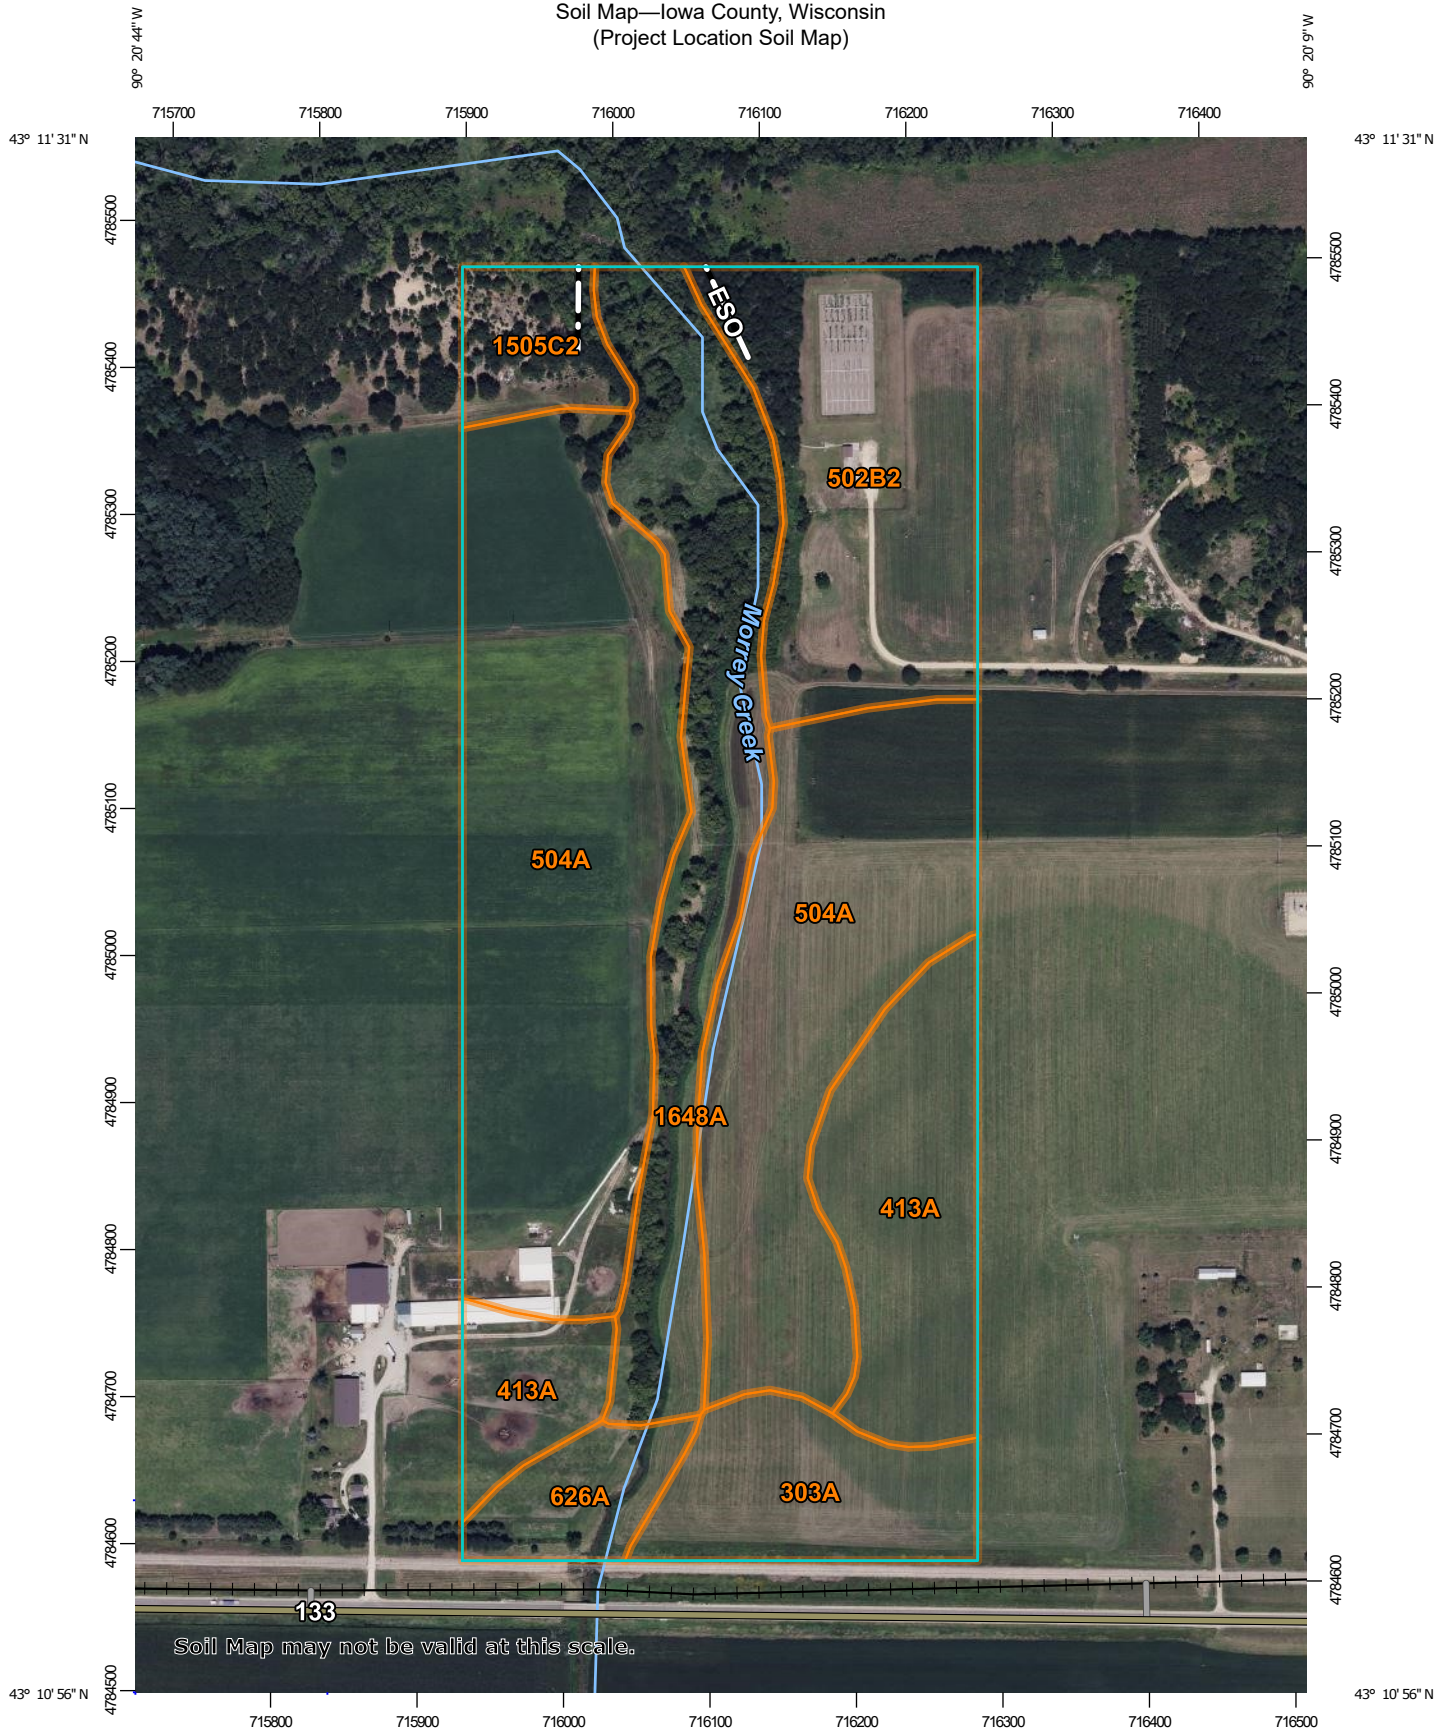 Soil Map—Iowa County, Wisconsin
(Project Location Soil Map)
90° 20' 44'' W
90° 20' 9'' W
715700 715800 715900 716000 716100 716200 716300 716400
43° 11' 31'' N
43° 11' 31'' N
4785500
4785500
ESO
1505C2
4785400
4785400
502B2
4785300
4785300
Morrey Creek
4785200
4785200
4785100
4785100
504A
504A
4785000
4785000
4784900
4784900
1648A
413A
4784800
4784800
413A
4784700
4784700
626A
303A
4784600
4784600
133
Soil Map may not be valid at this scale.
4784500
43° 10' 56'' N
43° 10' 56'' N
715800 715900 716000 716100 716200 716300 716400 716500